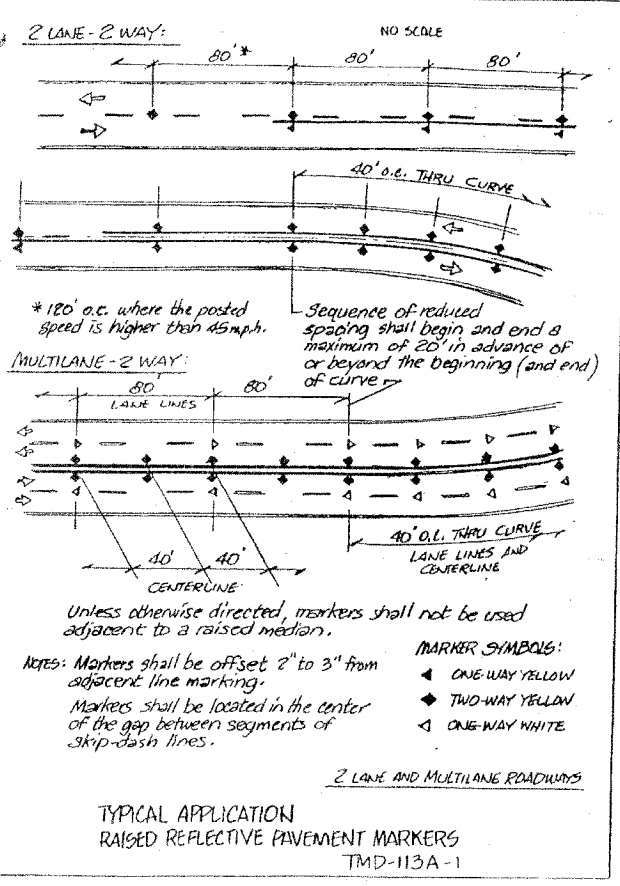 2 LANE - 2 WAY:
NO SCALE
80'* 80' 80'
40' o.c. THRU CURVE
* 120' o.c. where the posted
speed is higher than 45 m.p.h.
Sequence of reduced
spacing shall begin and end a
maximum of 20' in advance of
or beyond the beginning (and end)
of curve
MULTILANE - 2 WAY:
80' 80'
LANE LINES
40' O.C. THRU CURVE
LANE LINES AND
CENTERLINE
40' 40'
CENTERLINE
Unless otherwise directed, markers shall not be used
adjacent to a raised median.
NOTES: Markers shall be offset 2" to 3" from
adjacent line marking.
Markers shall be located in the center
of the gap between segments of
skip-dash lines.
MARKER SYMBOLS:
ONE-WAY YELLOW
TWO-WAY YELLOW
ONE-WAY WHITE
2 LANE AND MULTILANE ROADWAYS
TYPICAL APPLICATION
RAISED REFLECTIVE PAVEMENT MARKERS
TMD-113A-1